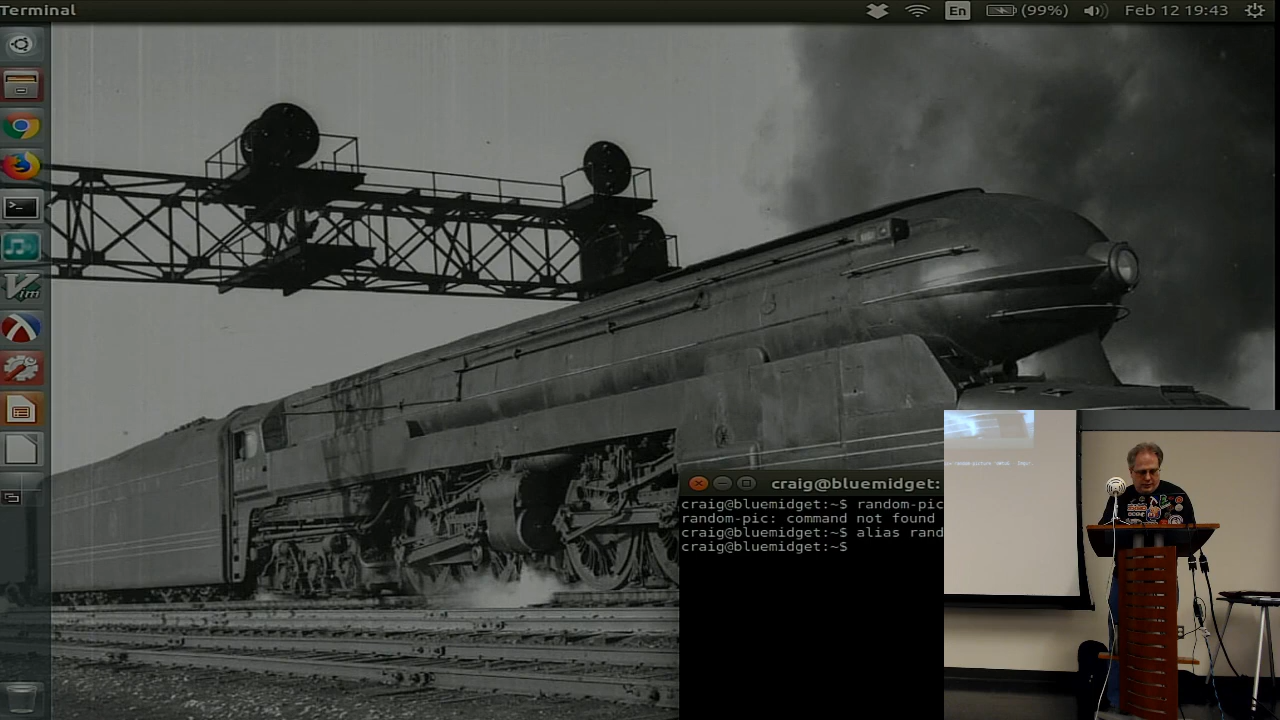 Terminal
En
(99%)
Feb 12 19:43
Vim
craig@bluemidget:
craig@bluemidget:~$ random-pic
random-pic: command not found
craig@bluemidget:~$ alias rand
craig@bluemidget:~$